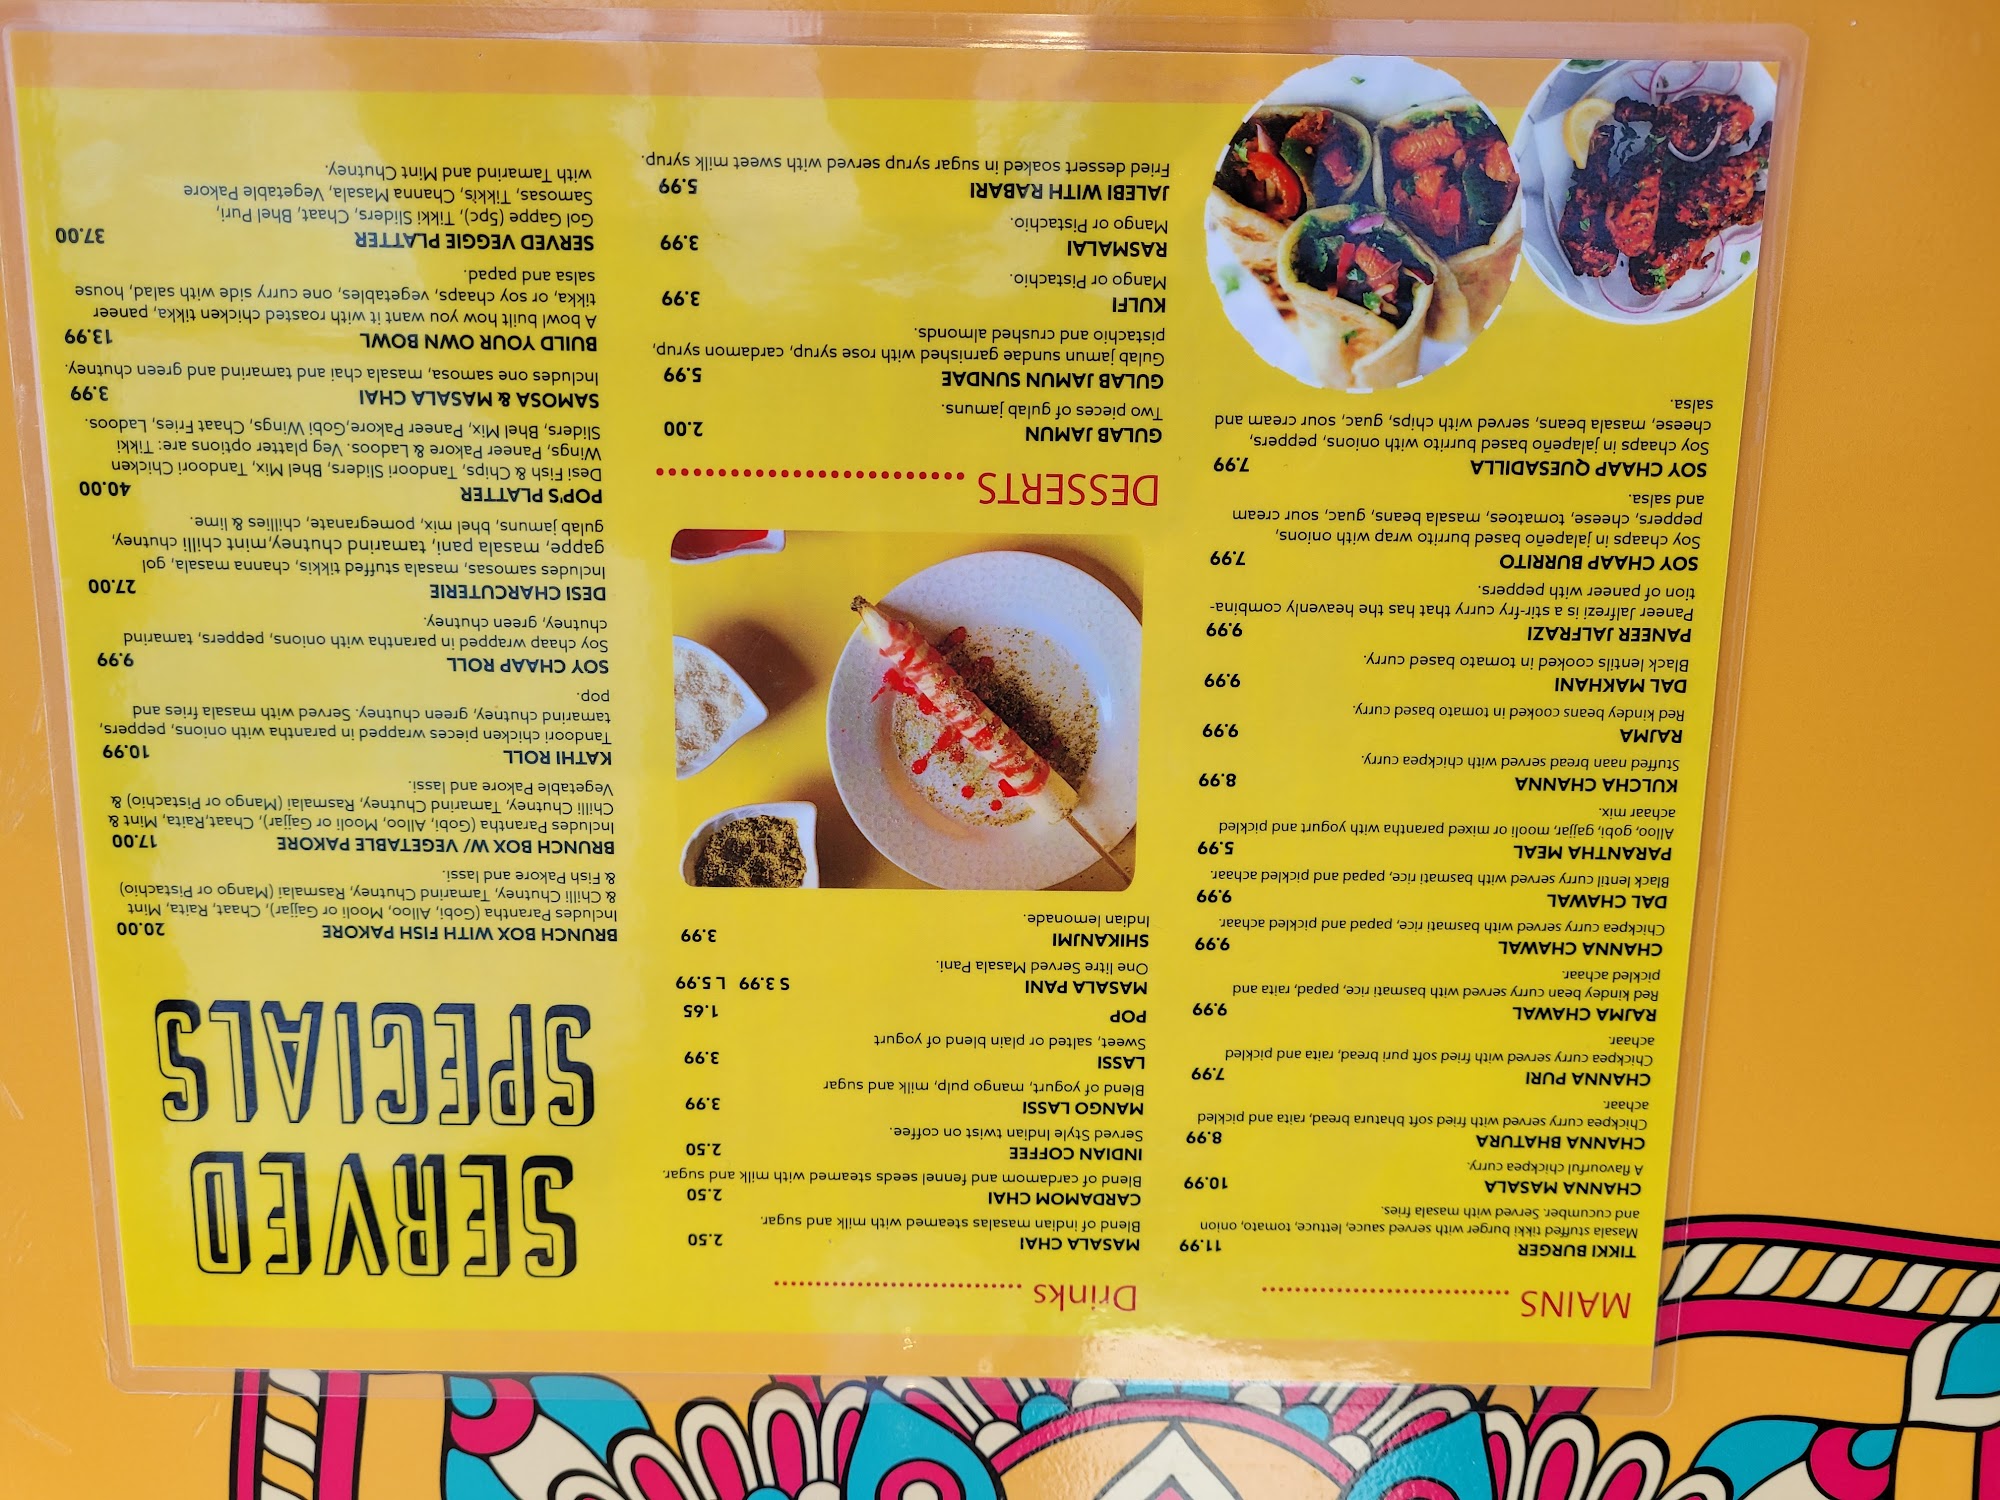 MAINS
TIKKI BURGER 11.99
Masala stuffed tikki burger with served sauce, lettuce, tomato, onion
and cucumber. Served with masala fries.
CHANNA MASALA 10.99
A flavourful chickpea curry.
CHANNA BHATURA 8.99
Chickpea curry served with fried soft bhatura bread, raita and pickled
achaar.
CHANNA PURI 7.99
Chickpea curry served with fried soft puri bread, raita and pickled
achaar.
RAJMA CHAWAL 9.99
Red kindey bean curry served with basmati rice, papad, raita and
pickled achaar.
CHANNA CHAWAL 9.99
Chickpea curry served with basmati rice, papad and pickled achaar.
DAL CHAWAL 9.99
Black lentil curry served with basmati rice, papad and pickled achaar.
PARANTHA MEAL 5.99
Alloo, gobi, gajjar, mooli or mixed parantha with yogurt and pickled
achaar mix.
KULCHA CHANNA 8.99
Stuffed naan bread served with chickpea curry.
RAJMA 9.99
Red kindey beans cooked in tomato based curry.
DAL MAKHANI 9.99
Black lentils cooked in tomato based curry.
PANEER JALFRAZI 9.99
Paneer Jalfrezi is a stir-fry curry that has the heavenly combina-
tion of paneer with peppers.
SOY CHAAP BURRITO 7.99
Soy chaaps in jalapeño based burrito wrap with onions,
peppers, cheese, tomatoes, masala beans, guac, sour cream
and salsa.
SOY CHAAP QUESADILLA 7.99
Soy chaaps in jalapeño based burrito with onions, peppers,
cheese, masala beans, served with chips, guac, sour cream and
salsa.
Drinks
MASALA CHAI 2.50
Blend of indian masalas steamed with milk and sugar.
CARDAMOM CHAI 2.50
Blend of cardamom and fennel seeds steamed with milk and sugar.
INDIAN COFFEE 2.50
Served Style Indian twist on coffee.
MANGO LASSI 3.99
Blend of yogurt, mango pulp, milk and sugar
LASSI 3.99
Sweet, salted or plain blend of yogurt
POP 1.65
MASALA PANI S 3.99 L 5.99
One litre Served Masala Pani.
SHIKANJMI 3.99
Indian lemonade.
DESSERTS
GULAB JAMUN 2.00
Two pieces of gulab jamuns.
GULAB JAMUN SUNDAE 5.99
Gulab jamun sundae garnished with rose syrup, cardamon syrup,
pistachio and crushed almonds.
KULFI 3.99
Mango or Pistachio.
RASMALAI 3.99
Mango or Pistachio.
JALEBI WITH RABARI 5.99
Fried dessert soaked in sugar syrup served with sweet milk syrup.
SERVED
SPECIALS
BRUNCH BOX WITH FISH PAKORE 20.00
Includes Parantha (Gobi, Alloo, Mooli or Gajjar), Chaat, Raita, Mint
& Chilli Chutney, Tamarind Chutney, Rasmalai (Mango or Pistachio)
& Fish Pakore and lassi.
BRUNCH BOX W/ VEGETABLE PAKORE 17.00
Includes Parantha (Gobi, Alloo, Mooli or Gajjar), Chaat,Raita, Mint &
Chilli Chutney, Tamarind Chutney, Rasmalai (Mango or Pistachio) &
Vegetable Pakore and lassi.
KATHI ROLL 10.99
Tandoori chicken pieces wrapped in parantha with onions, peppers,
tamarind chutney, green chutney. Served with masala fries and
pop.
SOY CHAAP ROLL 9.99
Soy chaap wrapped in parantha with onions, peppers, tamarind
chutney, green chutney.
DESI CHARCUTERIE 27.00
Includes samosas, masala stuffed tikkis, channa masala, gol
gappe, masala pani, tamarind chutney,mint chilli chutney,
gulab jamuns, bhel mix, pomegranate, chillies & lime.
POP'S PLATTER 40.00
Desi Fish & Chips, Tandoori Sliders, Bhel Mix, Tandoori Chicken
Wings, Paneer Pakore & Ladoos. Veg platter options are: Tikki
Sliders, Bhel Mix, Paneer Pakore,Gobi Wings, Chaat Fries, Ladoos.
SAMOSA & MASALA CHAI 3.99
Includes one samosa, masala chai and tamarind and green chutney.
BUILD YOUR OWN BOWL 13.99
A bowl built how you want it with roasted chicken tikka, paneer
tikka, or soy chaaps, vegetables, one curry side with salad, house
salsa and papad.
SERVED VEGGIE PLATTER 37.00
Gol Gappe (5pc), Tikki Sliders, Chaat, Bhel Puri,
Samosas, Tikkis, Channa Masala, Vegetable Pakore
with Tamarind and Mint Chutney.